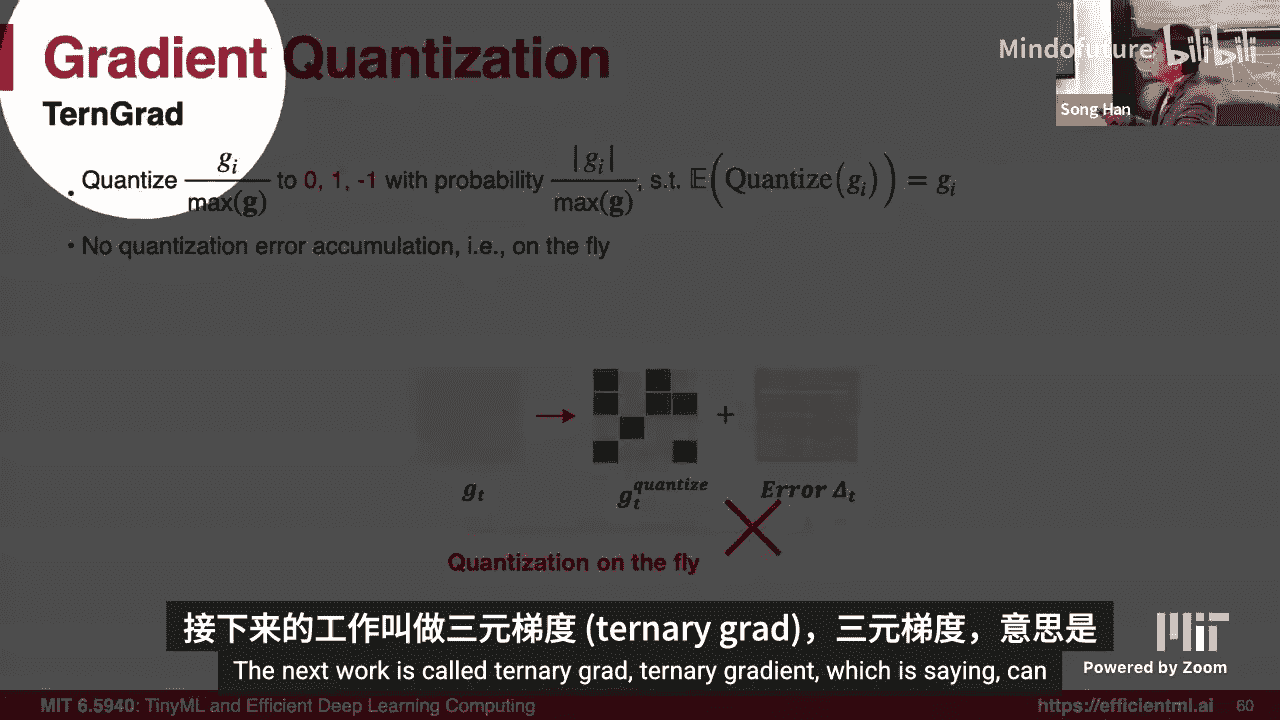 Gradient Quantization
Mindofuture bilibili
Song Han
TernGrad
• Quantize g_i / max(g) to 0, 1, -1 with probability |g_i| / max(g), s.t. 𝔼(Quantize(g_i)) = g_i
• No quantization error accumulation, i.e., on the fly
→ +
g_t g_t^quantize Error Δ_t
Quantization on the fly
接下来的工作叫做三元梯度 (ternary grad)，三元梯度，意思是
The next work is called ternary grad, ternary gradient, which is saying, can
MIT
Powered by Zoom
MIT 6.5940: TinyML and Efficient Deep Learning Computing https://efficientml.ai 60